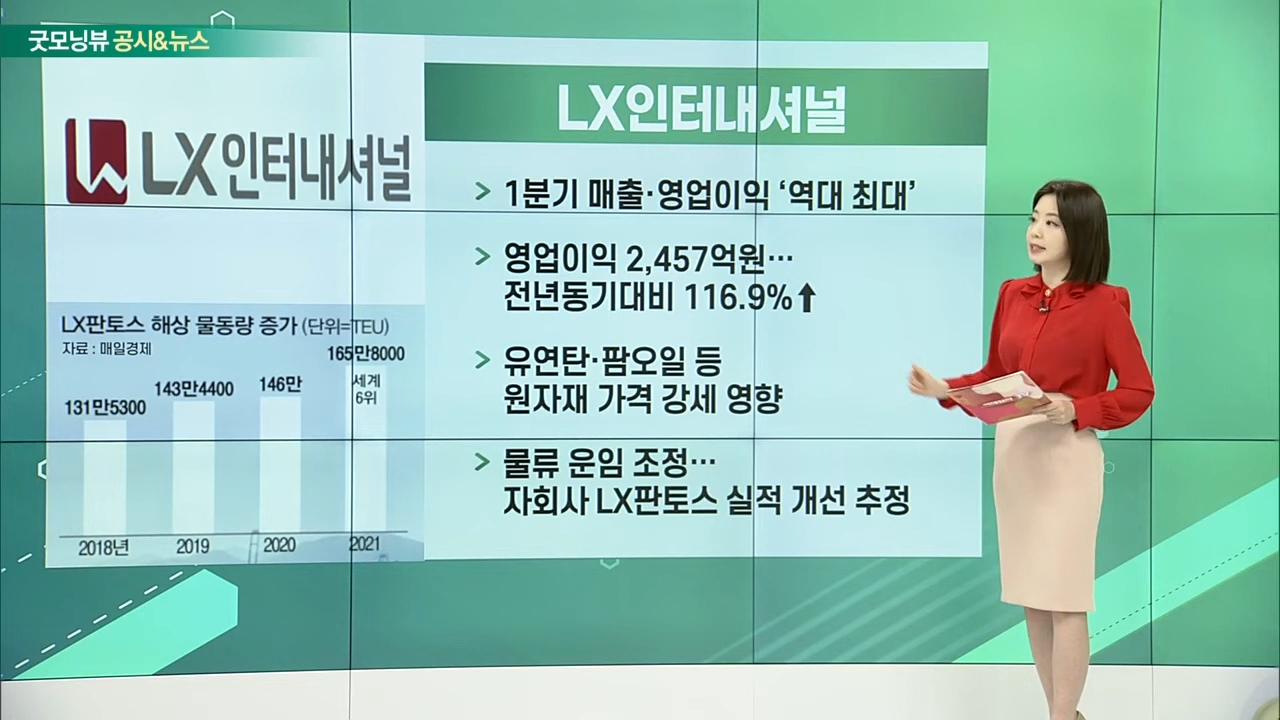 굿모닝뷰 공시&뉴스
LX인터내셔널
LX인터내셔널
> 1분기 매출·영업이익 ‘역대 최대’
> 영업이익 2,457억원…
전년동기대비 116.9%↑
> 유연탄·팜오일 등
원자재 가격 강세 영향
> 물류 운임 조정…
자회사 LX판토스 실적 개선 추정
LX판토스 해상 물동량 증가 (단위=TEU)
자료 : 매일경제
131만5300
143만4400
146만
165만8000
세계
6위
2018년 2019 2020 2021